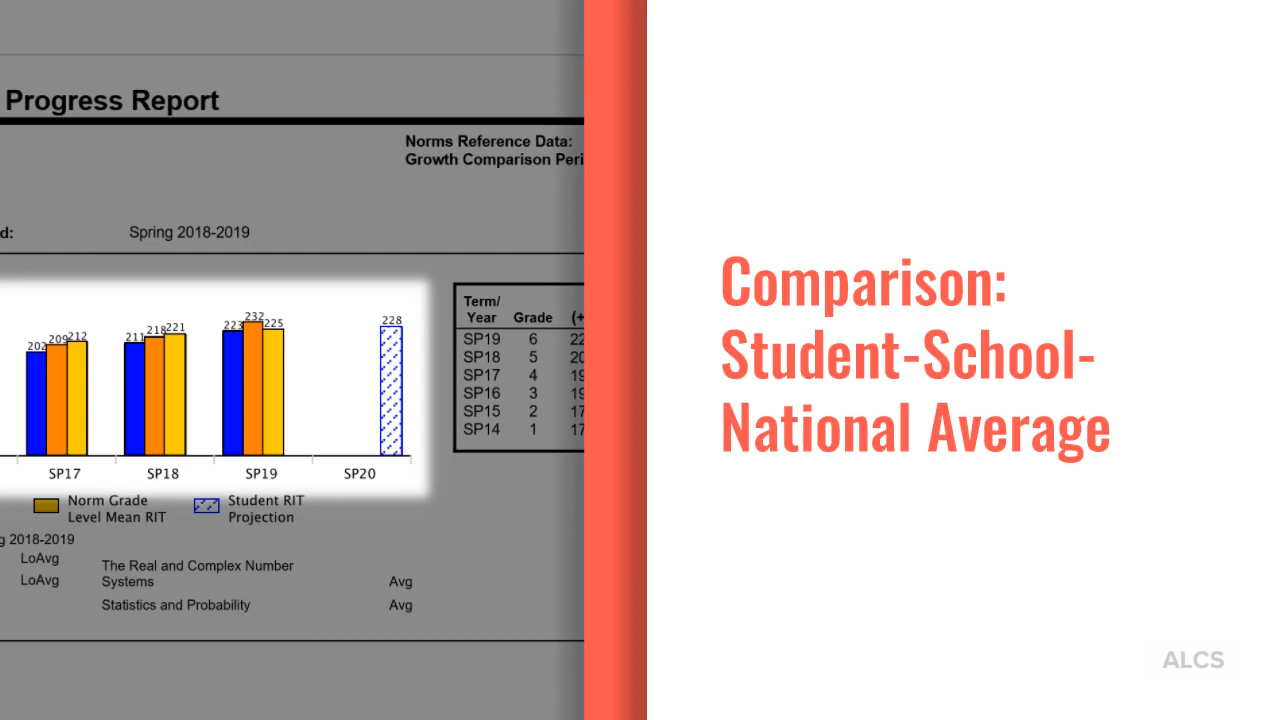 Progress Report
Norms Reference Data:
Growth Comparison Peri
d:
Spring 2018-2019
202 209 212
211 218 221
223 232 225
228
SP17 SP18 SP19 SP20
Norm Grade
Level Mean RIT
Student RIT
Projection
Term/
Year Grade (+
SP19 6 22
SP18 5 20
SP17 4 19
SP16 3 19
SP15 2 17
SP14 1 17
g 2018-2019
LoAvg
LoAvg
The Real and Complex Number
Systems Avg
Statistics and Probability Avg
Comparison:
Student-School-
National Average
ALCS